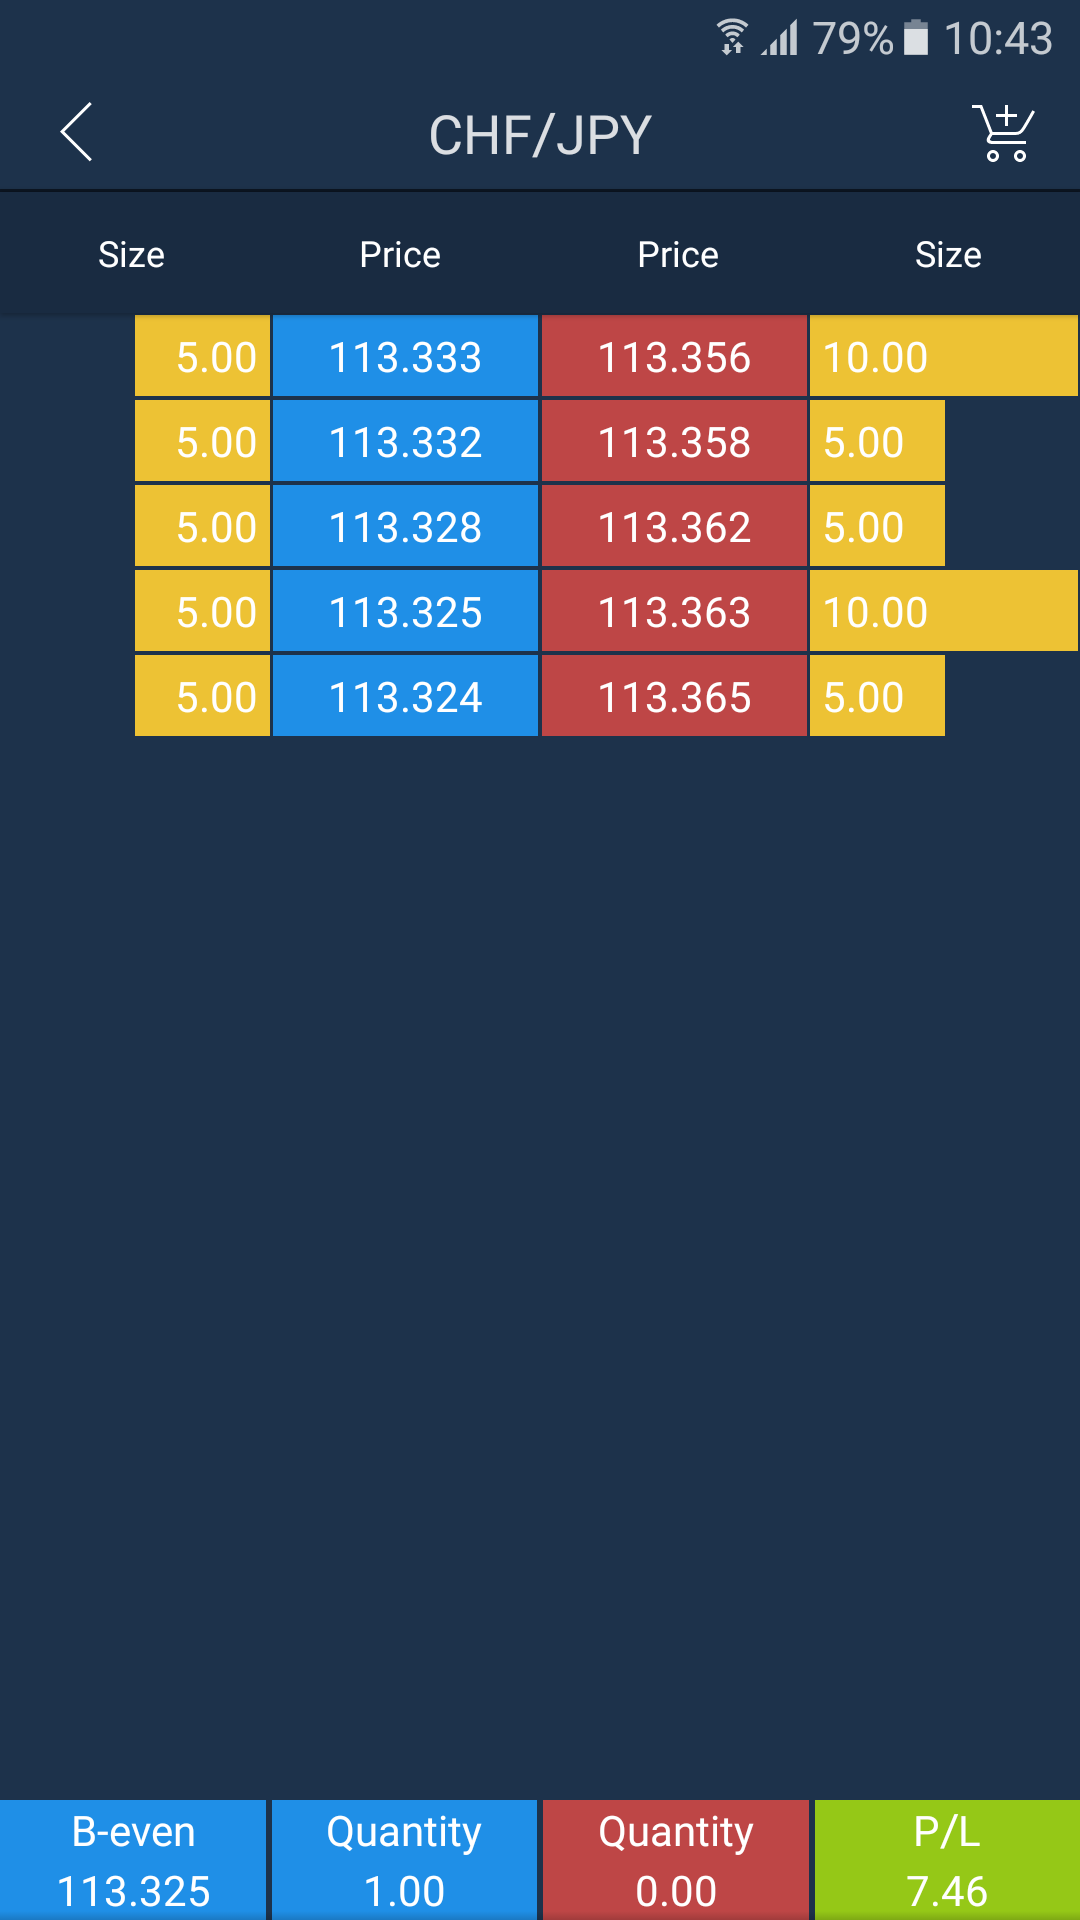 79% 10:43
CHF/JPY
Size Price Price Size
5.00 113.333 113.356 10.00
5.00 113.332 113.358 5.00
5.00 113.328 113.362 5.00
5.00 113.325 113.363 10.00
5.00 113.324 113.365 5.00
B-even Quantity Quantity P/L
113.325 1.00 0.00 7.46